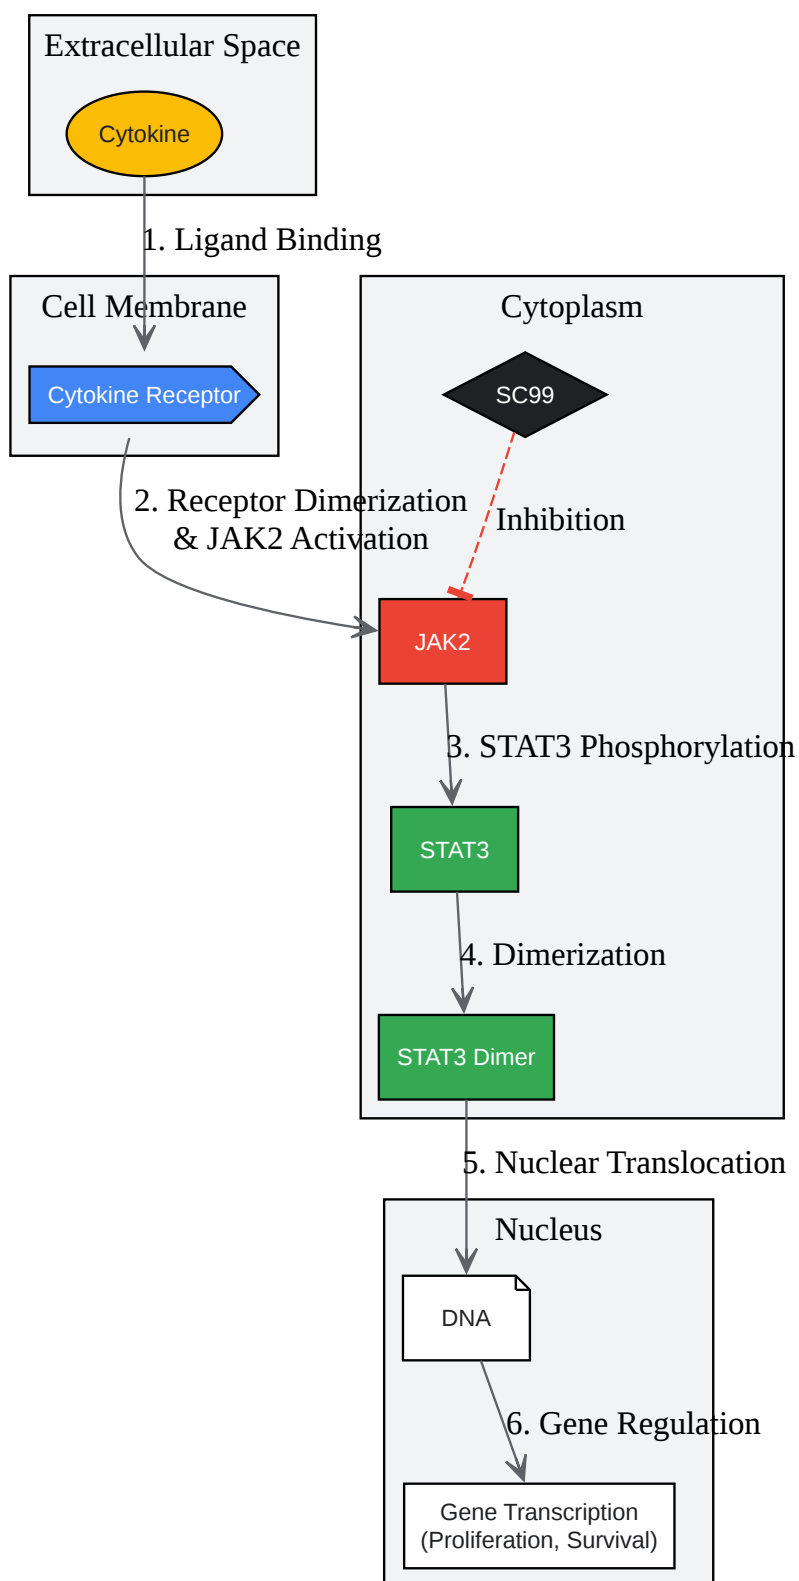 Extracellular Space
Cytokine
1. Ligand Binding
Cell Membrane
Cytokine Receptor
Cytoplasm
SC99
2. Receptor Dimerization
& JAK2 Activation
Inhibition
JAK2
3. STAT3 Phosphorylation
STAT3
4. Dimerization
STAT3 Dimer
5. Nuclear Translocation
Nucleus
DNA
6. Gene Regulation
Gene Transcription
(Proliferation, Survival)